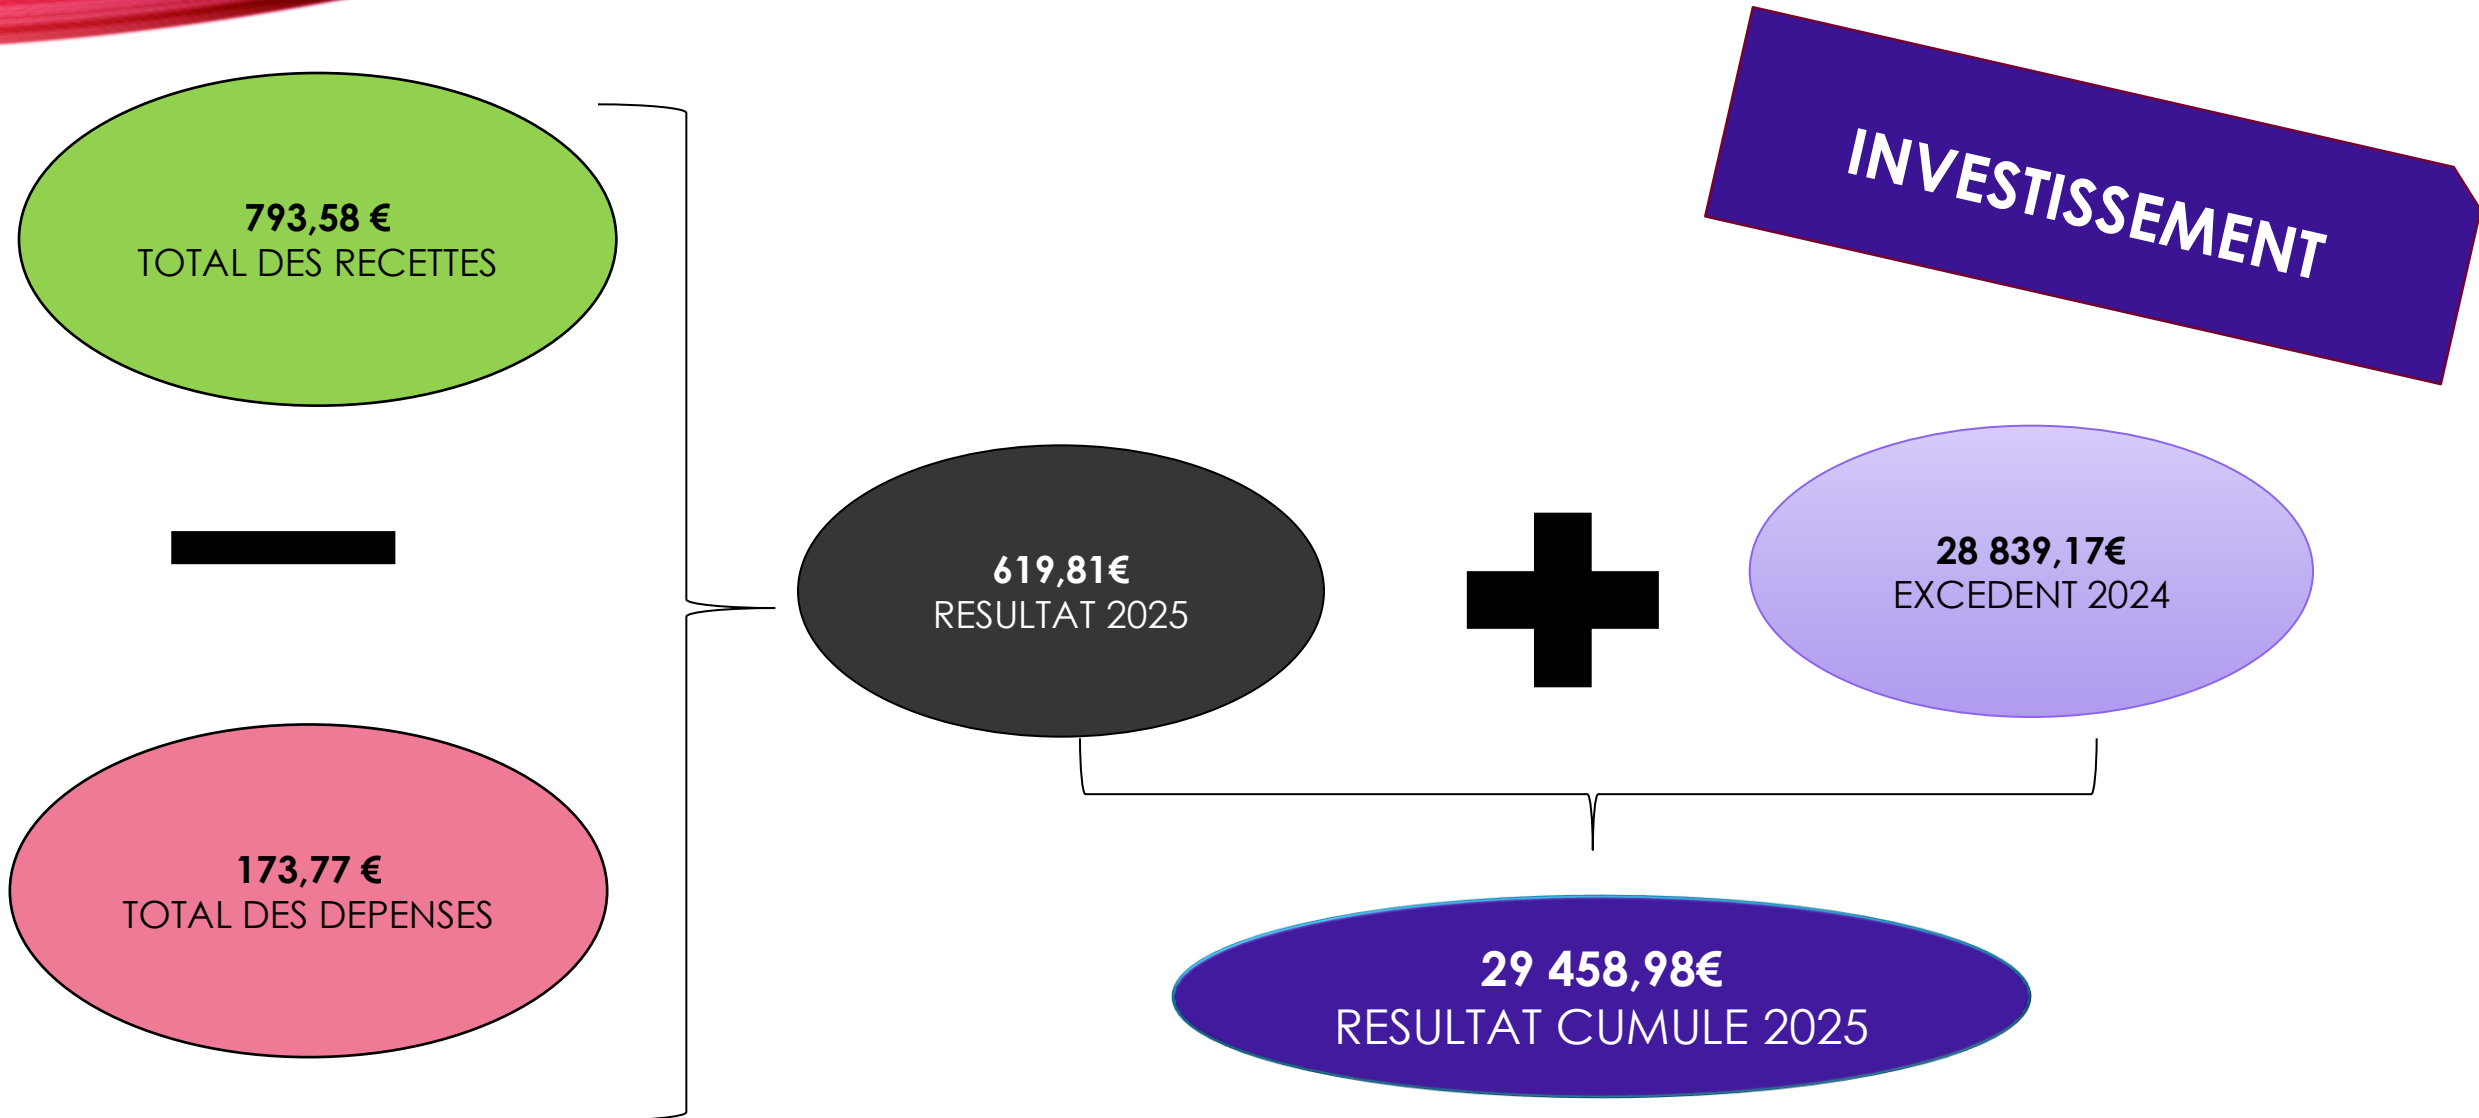 INVESTISSEMENT
793,58 €
TOTAL DES RECETTES
173,77 €
TOTAL DES DEPENSES
619,81€
RESULTAT 2025
28 839,17€
EXCEDENT 2024
29 458,98€
RESULTAT CUMULE 2025